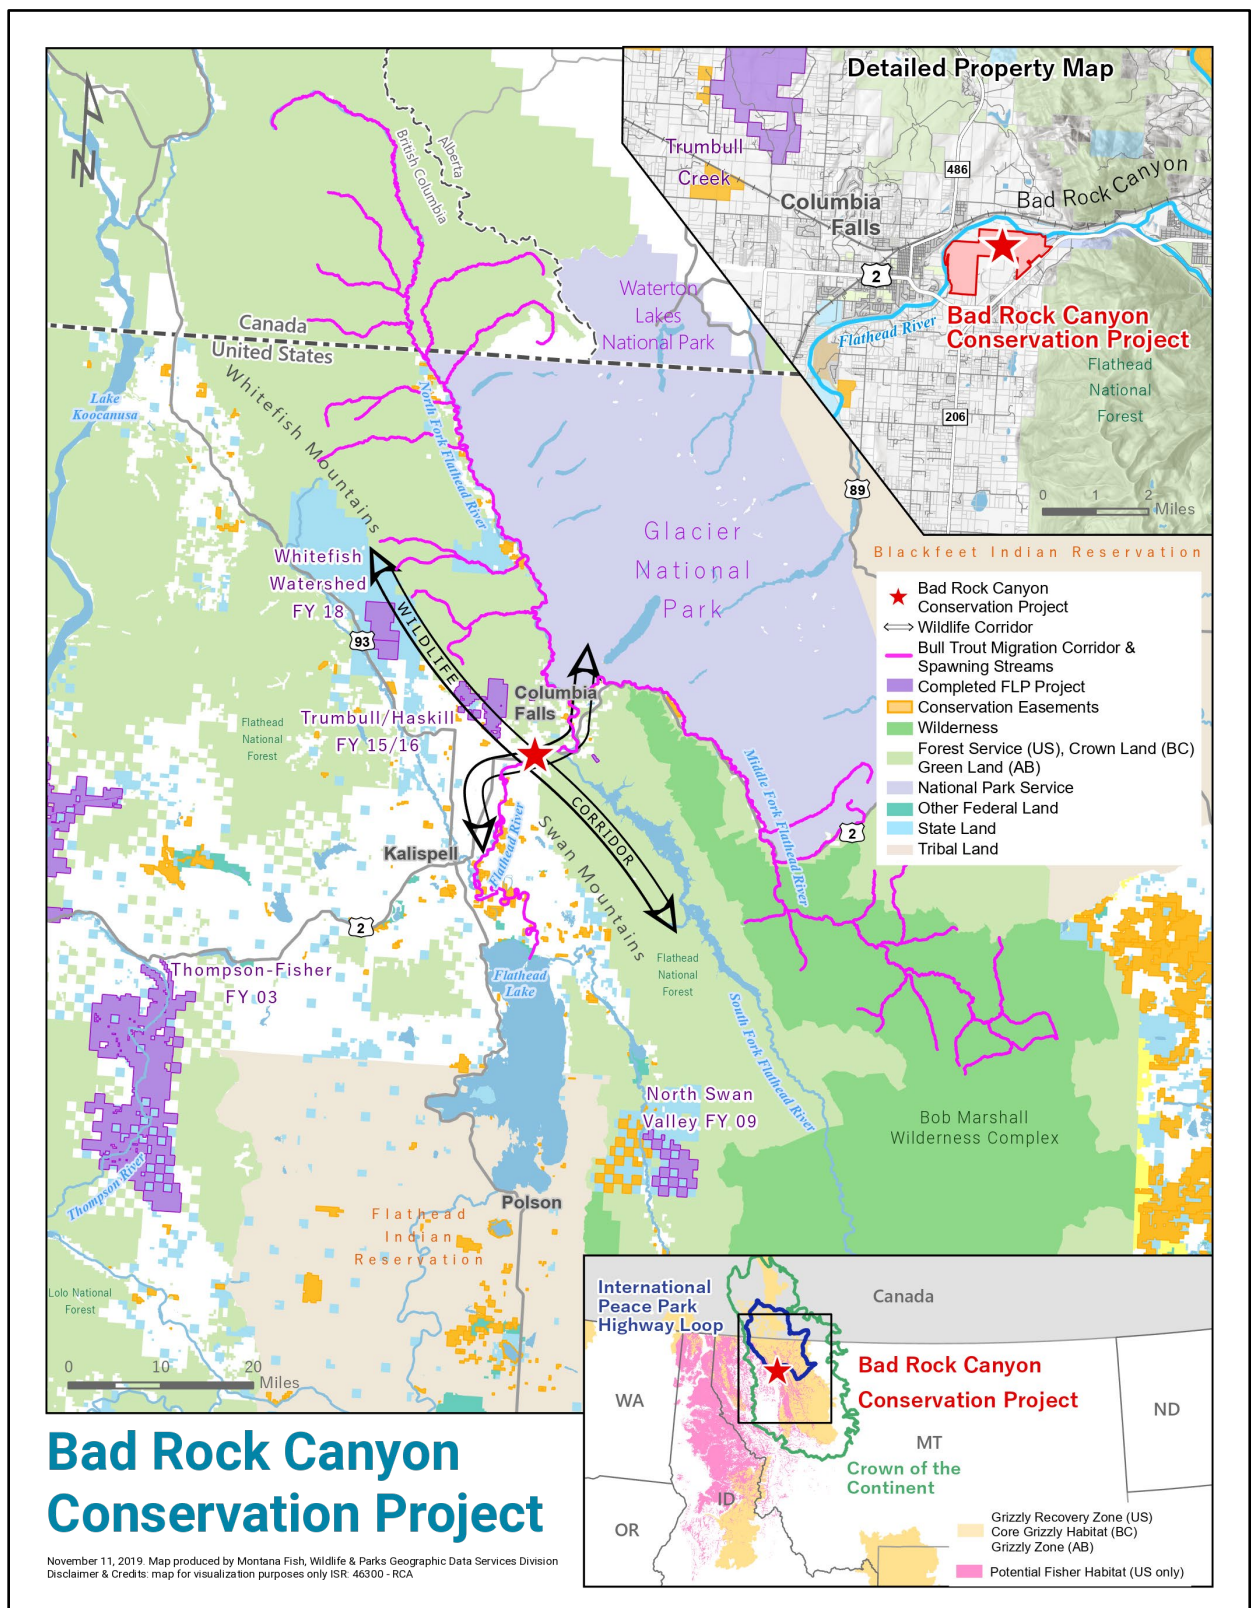 Detailed Property Map
Trumbull
Creek
486
Bad Rock Canyon
Columbia
Falls
2
Bad Rock Canyon
Conservation Project
Flathead River
Flathead
National
Forest
206
0 1 2
Miles
N
Alberta
British Columbia
Waterton
Lakes
National Park
Canada
United States
Lake
Koocanusa
Whitefish Mountains
North Fork Flathead River
89
Glacier
National
Park
Blackfeet Indian Reservation
Whitefish
Watershed
FY 18
93
WILDLIFE
Columbia
Falls
Trumbull/Haskill
FY 15/16
Flathead
National
Forest
CORRIDOR
Swan Mountains
Middle Fork Flathead River
2
Flathead River
Kalispell
2
Thompson-Fisher
FY 03
Flathead
Lake
Flathead
National
Forest
South Fork Flathead River
North Swan
Valley FY 09
Bob Marshall
Wilderness Complex
Thompson River
Polson
Flathead
Indian
Reservation
Lolo National
Forest
0 10 20
Miles
Bad Rock Canyon
Conservation Project
Wildlife Corridor
Bull Trout Migration Corridor &
Spawning Streams
Completed FLP Project
Conservation Easements
Wilderness
Forest Service (US), Crown Land (BC)
Green Land (AB)
National Park Service
Other Federal Land
State Land
Tribal Land
International
Peace Park
Highway Loop
Canada
Bad Rock Canyon
Conservation Project
WA
ND
MT
Crown of the
Continent
ID
OR
Grizzly Recovery Zone (US)
Core Grizzly Habitat (BC)
Grizzly Zone (AB)
Potential Fisher Habitat (US only)
Bad Rock Canyon
Conservation Project
November 11, 2019. Map produced by Montana Fish, Wildlife & Parks Geographic Data Services Division
Disclaimer & Credits: map for visualization purposes only ISR: 46300 - RCA